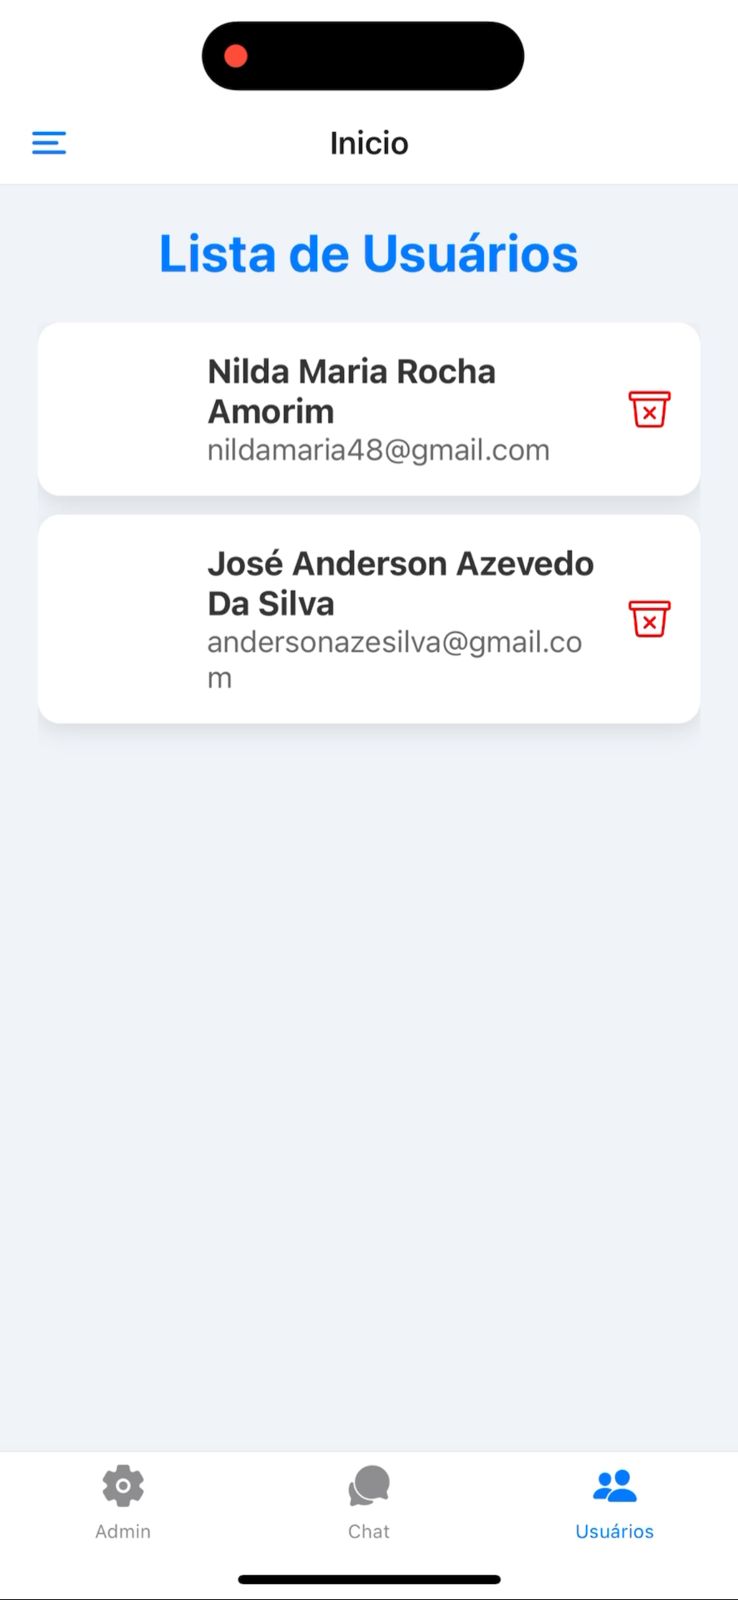 Inicio
Lista de Usuários
Nilda Maria Rocha
Amorim
nildamaria48@gmail.com
José Anderson Azevedo
Da Silva
andersonazesilva@gmail.co
m
Admin
Chat
Usuários